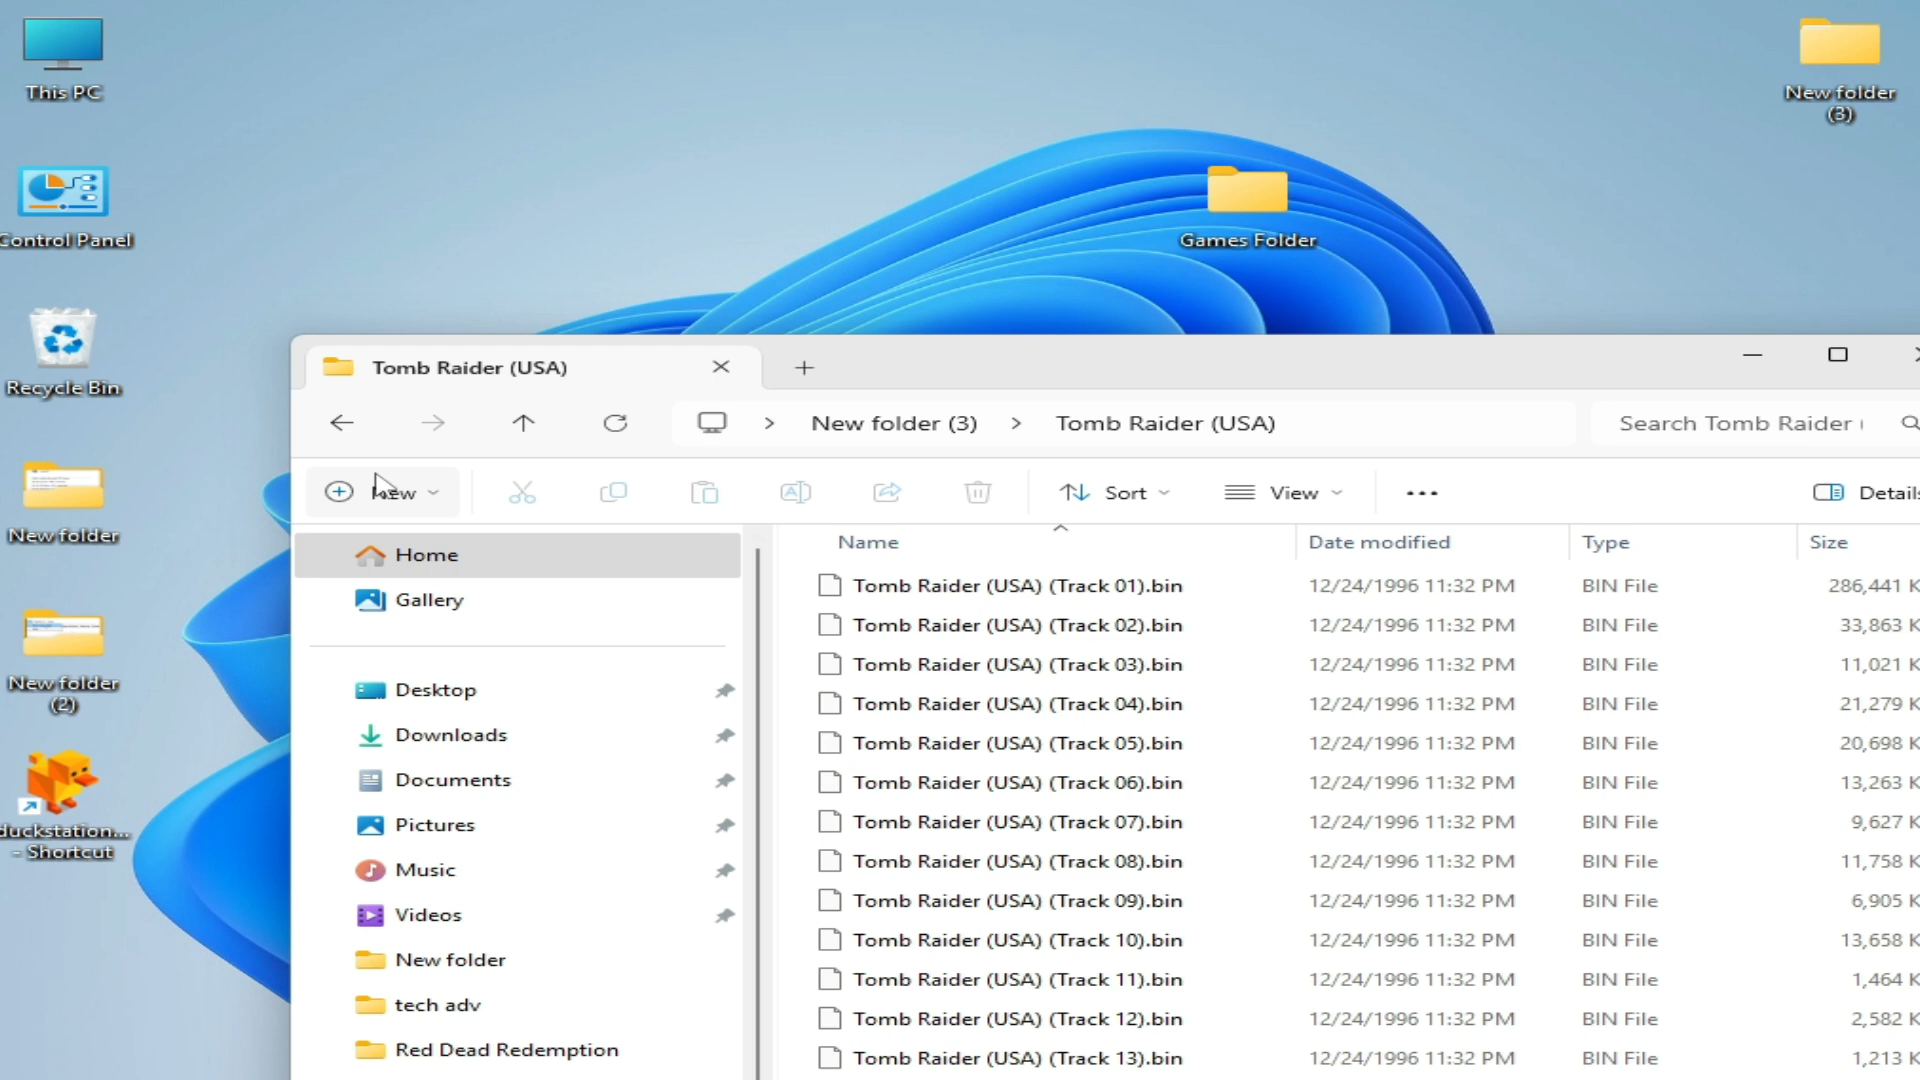 This PC
New folder
(3)
Control Panel
Games Folder
Recycle Bin
New folder
New folder
(2)
duckstation...
- Shortcut
Tomb Raider (USA)
New folder (3) > Tomb Raider (USA)
Search Tomb Raider (
New
Sort
View
Details
Home
Gallery
Desktop
Downloads
Documents
Pictures
Music
Videos
New folder
tech adv
Red Dead Redemption
Name Date modified Type Size
Tomb Raider (USA) (Track 01).bin 12/24/1996 11:32 PM BIN File 286,441 K
Tomb Raider (USA) (Track 02).bin 12/24/1996 11:32 PM BIN File 33,863 K
Tomb Raider (USA) (Track 03).bin 12/24/1996 11:32 PM BIN File 11,021 K
Tomb Raider (USA) (Track 04).bin 12/24/1996 11:32 PM BIN File 21,279 K
Tomb Raider (USA) (Track 05).bin 12/24/1996 11:32 PM BIN File 20,698 K
Tomb Raider (USA) (Track 06).bin 12/24/1996 11:32 PM BIN File 13,263 K
Tomb Raider (USA) (Track 07).bin 12/24/1996 11:32 PM BIN File 9,627 K
Tomb Raider (USA) (Track 08).bin 12/24/1996 11:32 PM BIN File 11,758 K
Tomb Raider (USA) (Track 09).bin 12/24/1996 11:32 PM BIN File 6,905 K
Tomb Raider (USA) (Track 10).bin 12/24/1996 11:32 PM BIN File 13,658 K
Tomb Raider (USA) (Track 11).bin 12/24/1996 11:32 PM BIN File 1,464 K
Tomb Raider (USA) (Track 12).bin 12/24/1996 11:32 PM BIN File 2,582 K
Tomb Raider (USA) (Track 13).bin 12/24/1996 11:32 PM BIN File 1,213 K